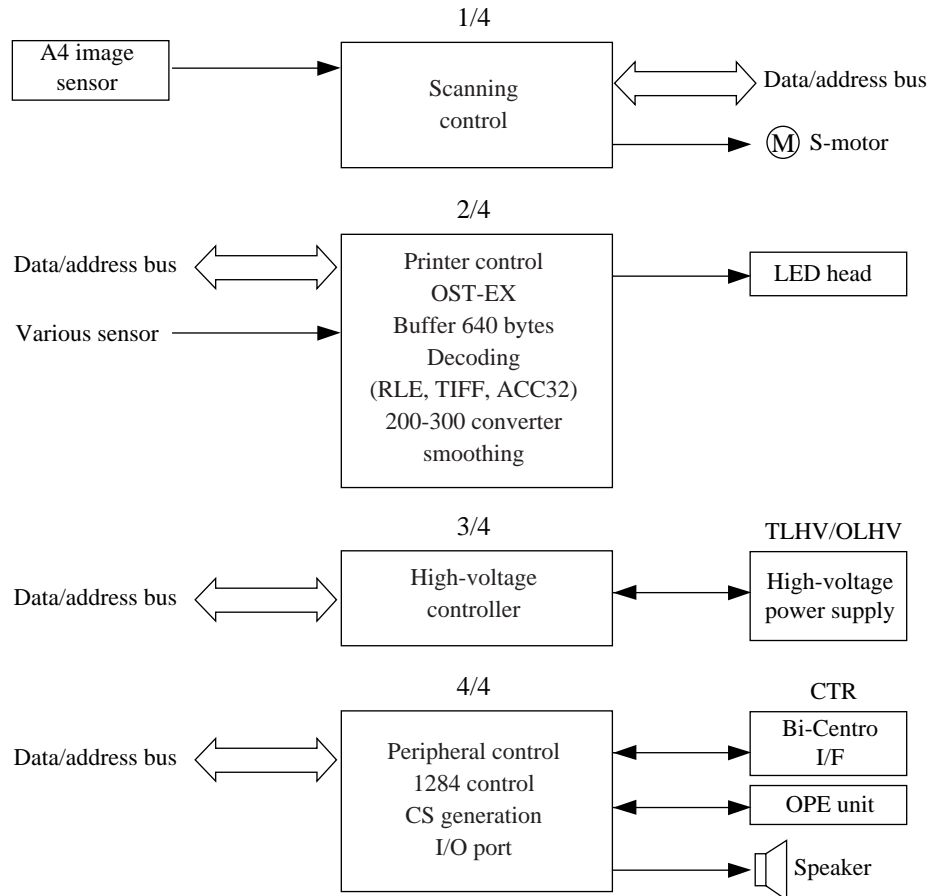 1/4
A4 image
sensor
Scanning
control
Data/address bus
M S-motor
2/4
Data/address bus
Various sensor
Printer control
OST-EX
Buffer 640 bytes
Decoding
(RLE, TIFF, ACC32)
200-300 converter
smoothing
LED head
3/4
Data/address bus
High-voltage
controller
TLHV/OLHV
High-voltage
power supply
4/4
Data/address bus
Peripheral control
1284 control
CS generation
I/O port
CTR
Bi-Centro
I/F
OPE unit
Speaker